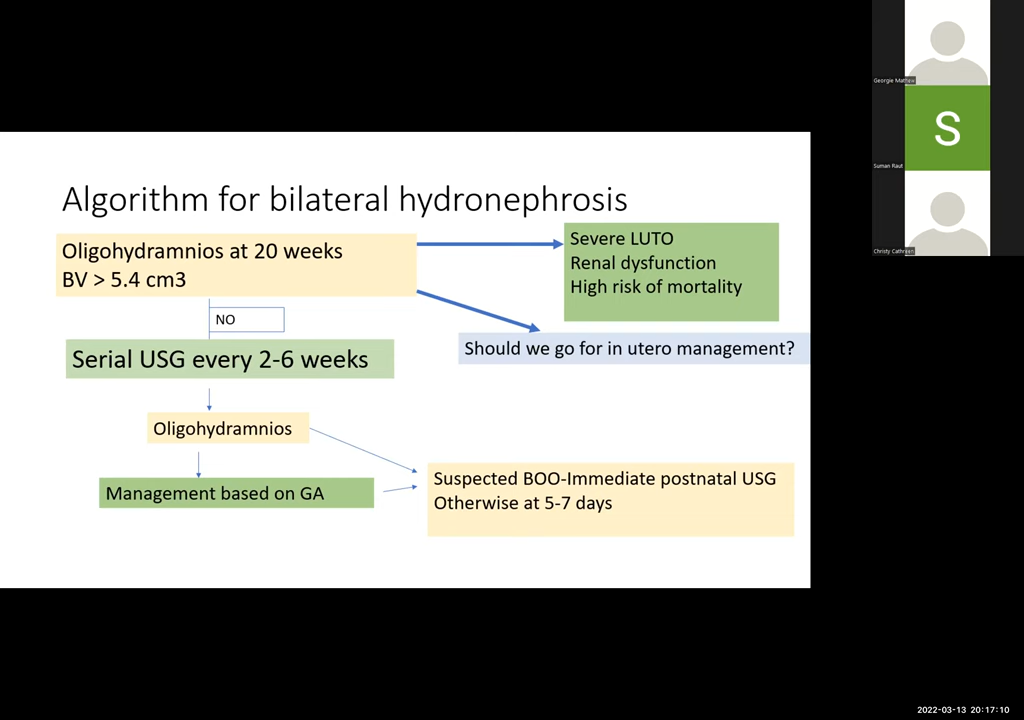 Algorithm for bilateral hydronephrosis
Oligohydramnios at 20 weeks
BV > 5.4 cm3
Severe LUTO
Renal dysfunction
High risk of mortality
NO
Should we go for in utero management?
Serial USG every 2-6 weeks
Oligohydramnios
Management based on GA
Suspected BOO-Immediate postnatal USG
Otherwise at 5-7 days
Georgie Mathew
S
Suman Raut
Christy Cathreen
2022-03-13 20:17:10